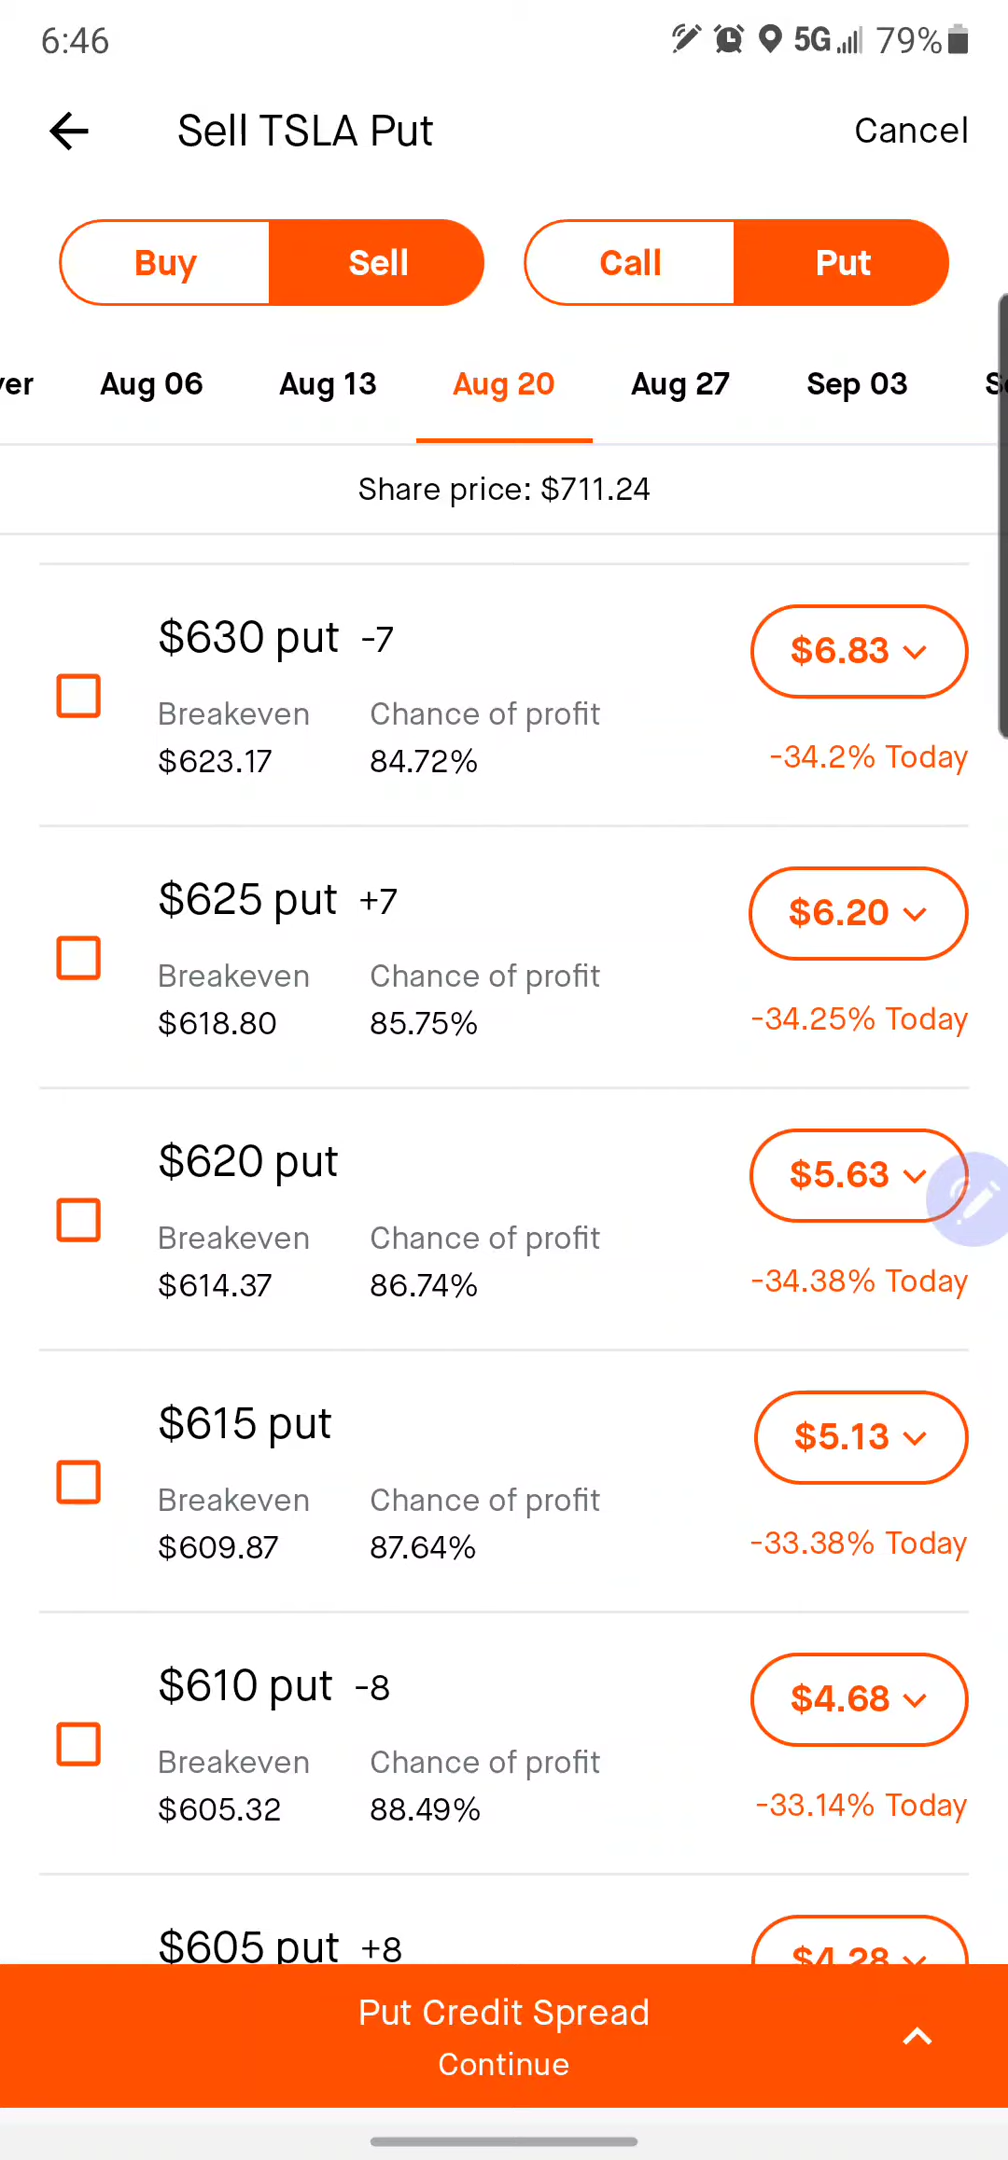 6:46 5G 79%
Sell TSLA Put Cancel
Buy Sell Call Put
ver Aug 06 Aug 13 Aug 20 Aug 27 Sep 03
Share price: $711.24
$630 put -7 $6.83
Breakeven Chance of profit
$623.17 84.72% -34.2% Today
$625 put +7 $6.20
Breakeven Chance of profit
$618.80 85.75% -34.25% Today
$620 put $5.63
Breakeven Chance of profit
$614.37 86.74% -34.38% Today
$615 put $5.13
Breakeven Chance of profit
$609.87 87.64% -33.38% Today
$610 put -8 $4.68
Breakeven Chance of profit
$605.32 88.49% -33.14% Today
$605 put +8 $4.28
Put Credit Spread
Continue